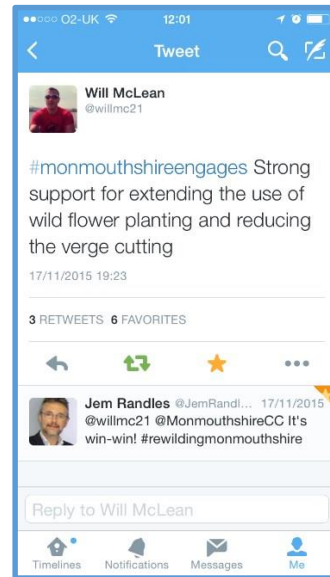 O2-UK 12:01
Tweet
Will McLean
@willmc21
#monmouthshireengages Strong
support for extending the use of
wild flower planting and reducing
the verge cutting
17/11/2015 19:23
3 RETWEETS 6 FAVORITES
Jem Randles @JemRandl... 17/11/2015
@willmc21 @MonmouthshireCC It's
win-win! #rewildingmonmouthshire
Reply to Will McLean
Timelines Notifications Messages Me